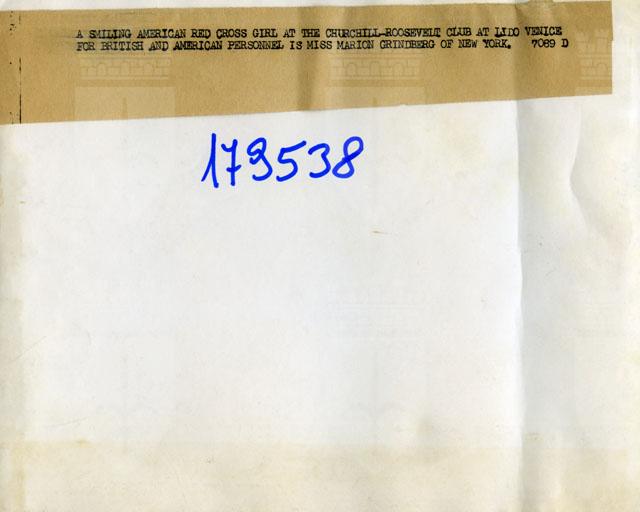 A SMILING AMERICAN RED CROSS GIRL AT THE CHURCHILL-ROOSEVELT CLUB AT LIDO VENICE
FOR BRITISH AND AMERICAN PERSONNEL IS MISS MARION GRINDBERG OF NEW YORK. 7089 D
179538